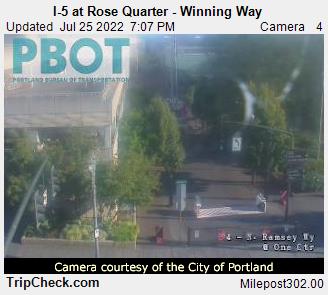 I-5 at Rose Quarter - Winning Way
Updated Jul 25 2022 7:07 PM Camera 4
PBOT
PORTLAND BUREAU OF TRANSPORTATION
4 - N. Ramsey Wy
@ One Ctr
Camera courtesy of the City of Portland
TripCheck.com Milepost302.00